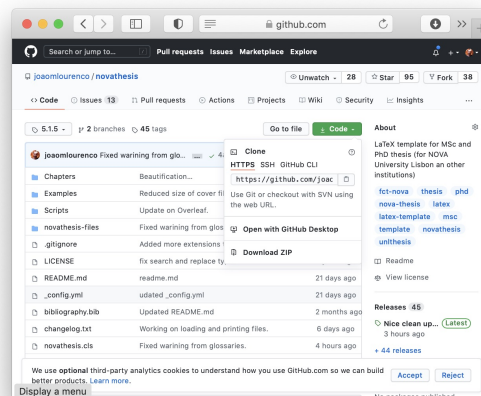 github.com
Search or jump to... /
Pull requests Issues Marketplace Explore
joaomlourenco / novathesis
Unwatch 28
Star 95
Fork 38
Code
Issues 13
Pull requests
Actions
Projects
Wiki
Security
Insights
5.1.5
2 branches
45 tags
Go to file
Code
joaomlourenco Fixed warining from glo...
Chapters Beautification...
Examples Reduced size of cover fil
Scripts Update on Overleaf.
novathesis-files Fixed warining from glos
.gitignore Added more extensions
LICENSE fix search and replace ty
README.md readme.md 21 days ago
_config.yml udated _config.yml 21 days ago
bibliography.bib Updated README.md 2 months ago
changelog.txt Working on loading and printing files. 6 days ago
novathesis.cls Fixed warining from glossaries. 4 hours ago
Clone
HTTPS SSH GitHub CLI
https://github.com/joac
Use Git or checkout with SVN using
the web URL.
Open with GitHub Desktop
Download ZIP
About
LaTeX template for MSc and
PhD thesis (for NOVA
University Lisbon an other
institutions)
fct-nova thesis phd
nova-thesis latex
latex-template msc
template novathesis
unlthesis
Readme
View license
Releases 45
Nice clean up... Latest
3 hours ago
+ 44 releases
We use optional third-party analytics cookies to understand how you use GitHub.com so we can build
better products. Learn more.
Accept
Reject
Display a menu
No packages published